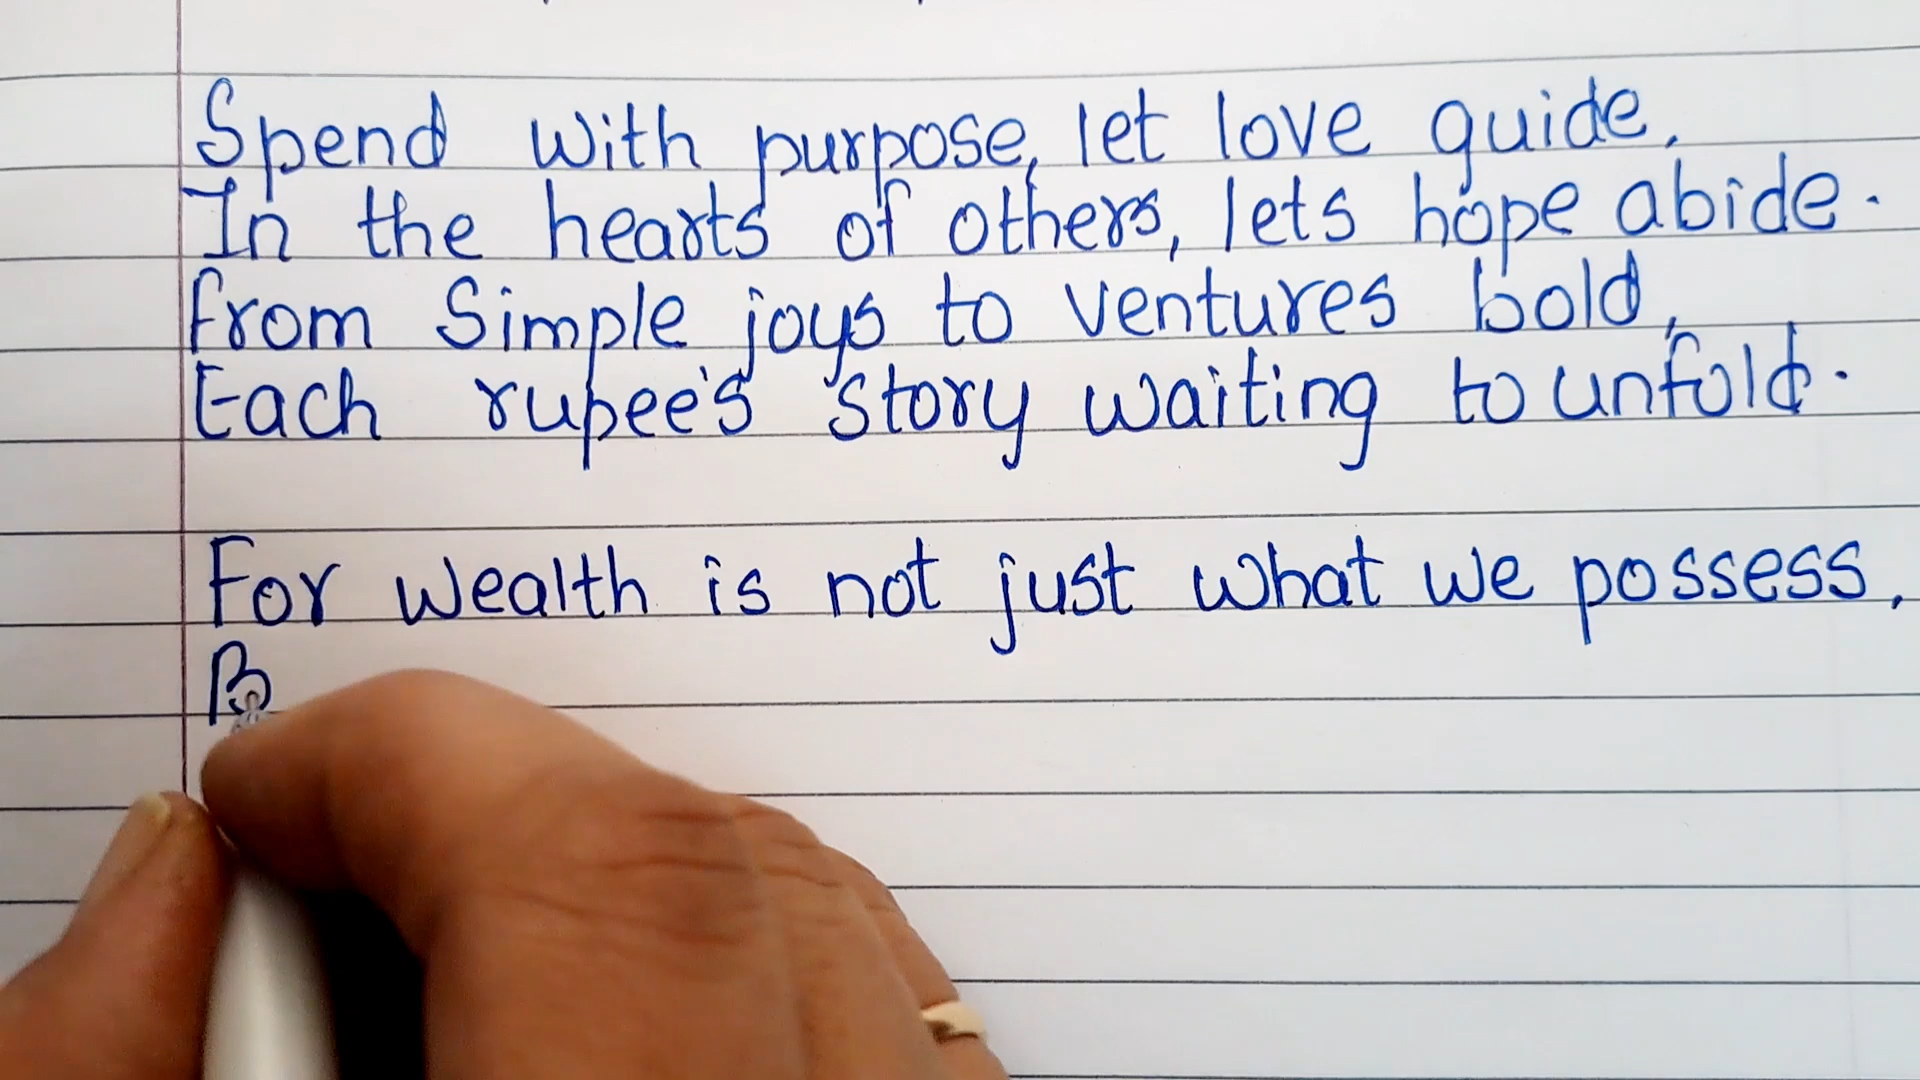 Spend with purpose, let love guide,
In the hearts of others, lets hope abide.
from Simple joys to ventures bold,
Each rupee's story waiting to unfold.
For wealth is not just what we possess,
B